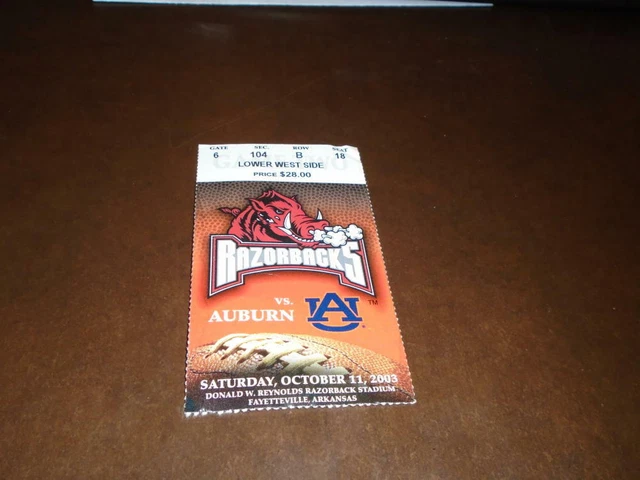 GATE SEC. ROW SEAT
6 104 B 18
LOWER WEST SIDE
PRICE $28.00
RAZORBACKS
VS.
AUBURN AU TM
SATURDAY, OCTOBER 11, 2003
DONALD W. REYNOLDS RAZORBACK STADIUM
FAYETTEVILLE, ARKANSAS